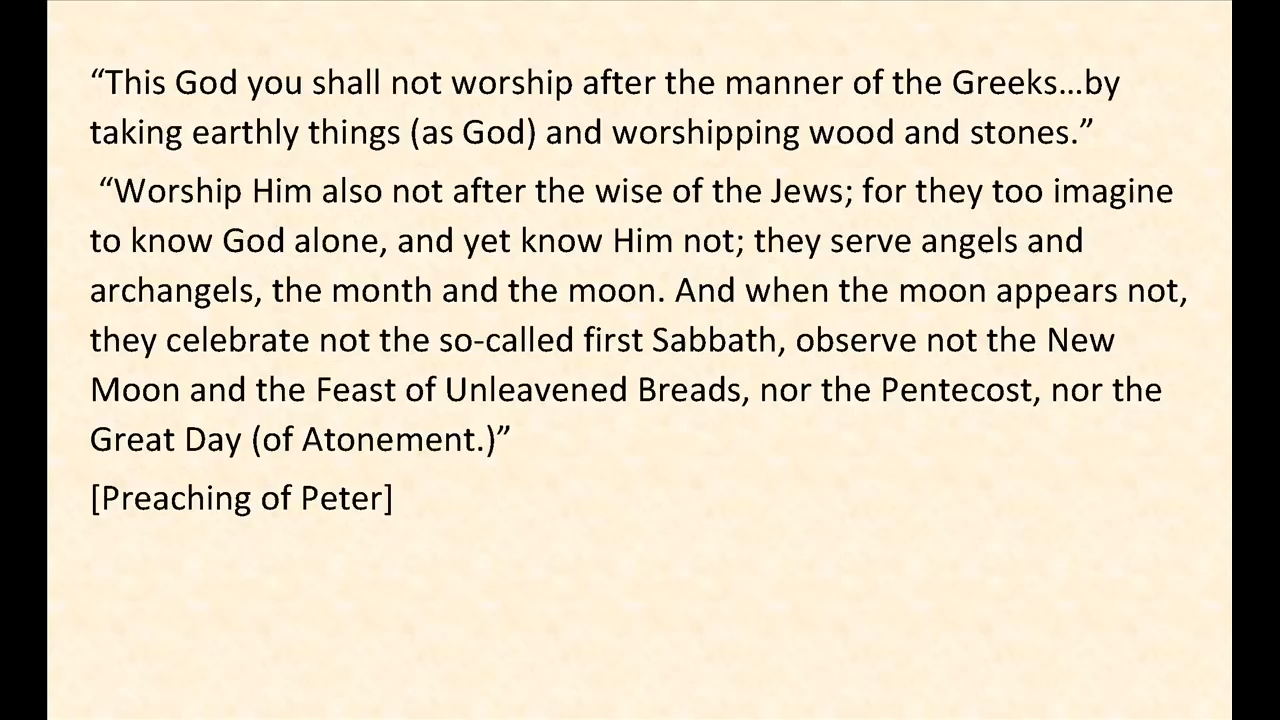 “This God you shall not worship after the manner of the Greeks…by
taking earthly things (as God) and worshipping wood and stones.”
“Worship Him also not after the wise of the Jews; for they too imagine
to know God alone, and yet know Him not; they serve angels and
archangels, the month and the moon. And when the moon appears not,
they celebrate not the so-called first Sabbath, observe not the New
Moon and the Feast of Unleavened Breads, nor the Pentecost, nor the
Great Day (of Atonement.)”
[Preaching of Peter]